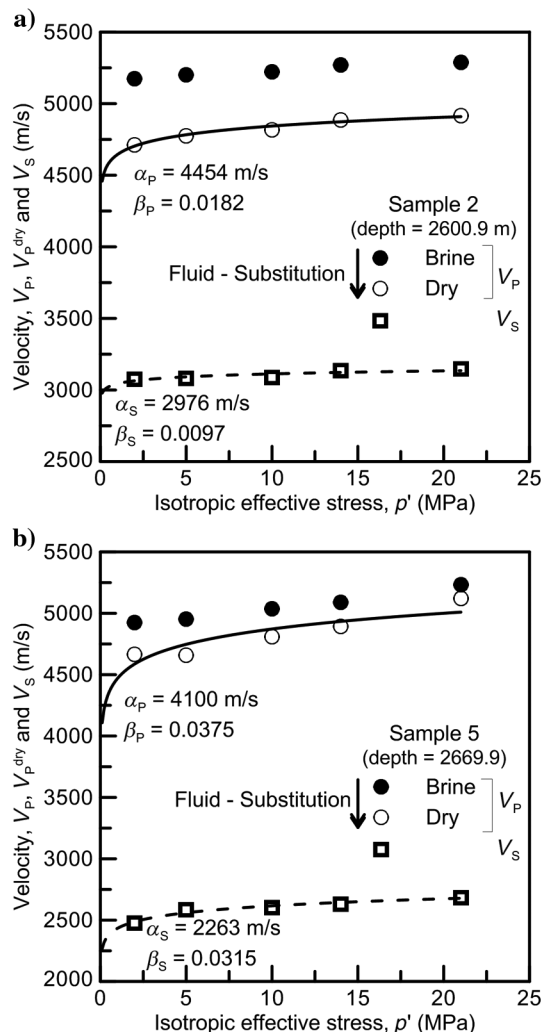 a)
5500
5000
4500
4000
3500
3000
2500
Velocity, V_P, V_P^dry and V_S (m/s)
α_P = 4454 m/s
β_P = 0.0182
Sample 2
(depth = 2600.9 m)
Fluid - Substitution
Brine
Dry
V_P
V_S
α_S = 2976 m/s
β_S = 0.0097
0 5 10 15 20 25
Isotropic effective stress, p' (MPa)
b)
5500
5000
4500
4000
3500
3000
2500
2000
Velocity, V_P, V_P^dry and V_S (m/s)
α_P = 4100 m/s
β_P = 0.0375
Sample 5
(depth = 2669.9)
Fluid - Substitution
Brine
Dry
V_P
V_S
α_S = 2263 m/s
β_S = 0.0315
0 5 10 15 20 25
Isotropic effective stress, p' (MPa)